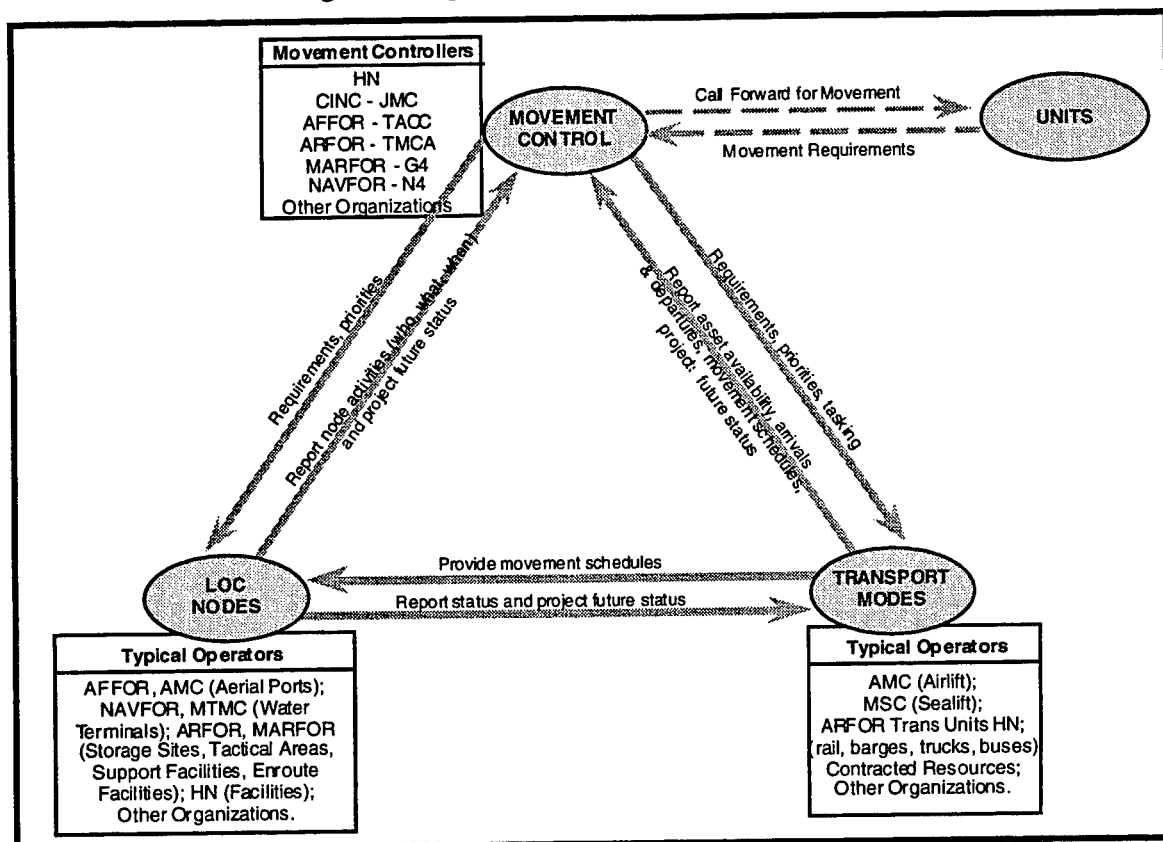 Movement Controllers
HN
CINC - JMC
AFFOR - TACC
ARFOR - TMCA
MARFOR - G4
NAVFOR - N4
Other Organizations
MOVEMENT
CONTROL
Call Forward for Movement
Movement Requirements
UNITS
Requirements, priorities
Report node activities (who, what, when)
and project future status
Report asset availability, arrivals
& departures, movement schedules,
project: future status
Requirements, priorities, tasking
LOC
NODES
Provide movement schedules
Report status and project future status
TRANSPORT
MODES
Typical Operators
AFFOR, AMC (Aerial Ports);
NAVFOR, MTMC (Water
Terminals); ARFOR, MARFOR
(Storage Sites, Tactical Areas,
Support Facilities, Enroute
Facilities); HN (Facilities);
Other Organizations.
Typical Operators
AMC (Airlift);
MSC (Sealift);
ARFOR Trans Units HN;
(rail, barges, trucks, buses)
Contracted Resources;
Other Organizations.